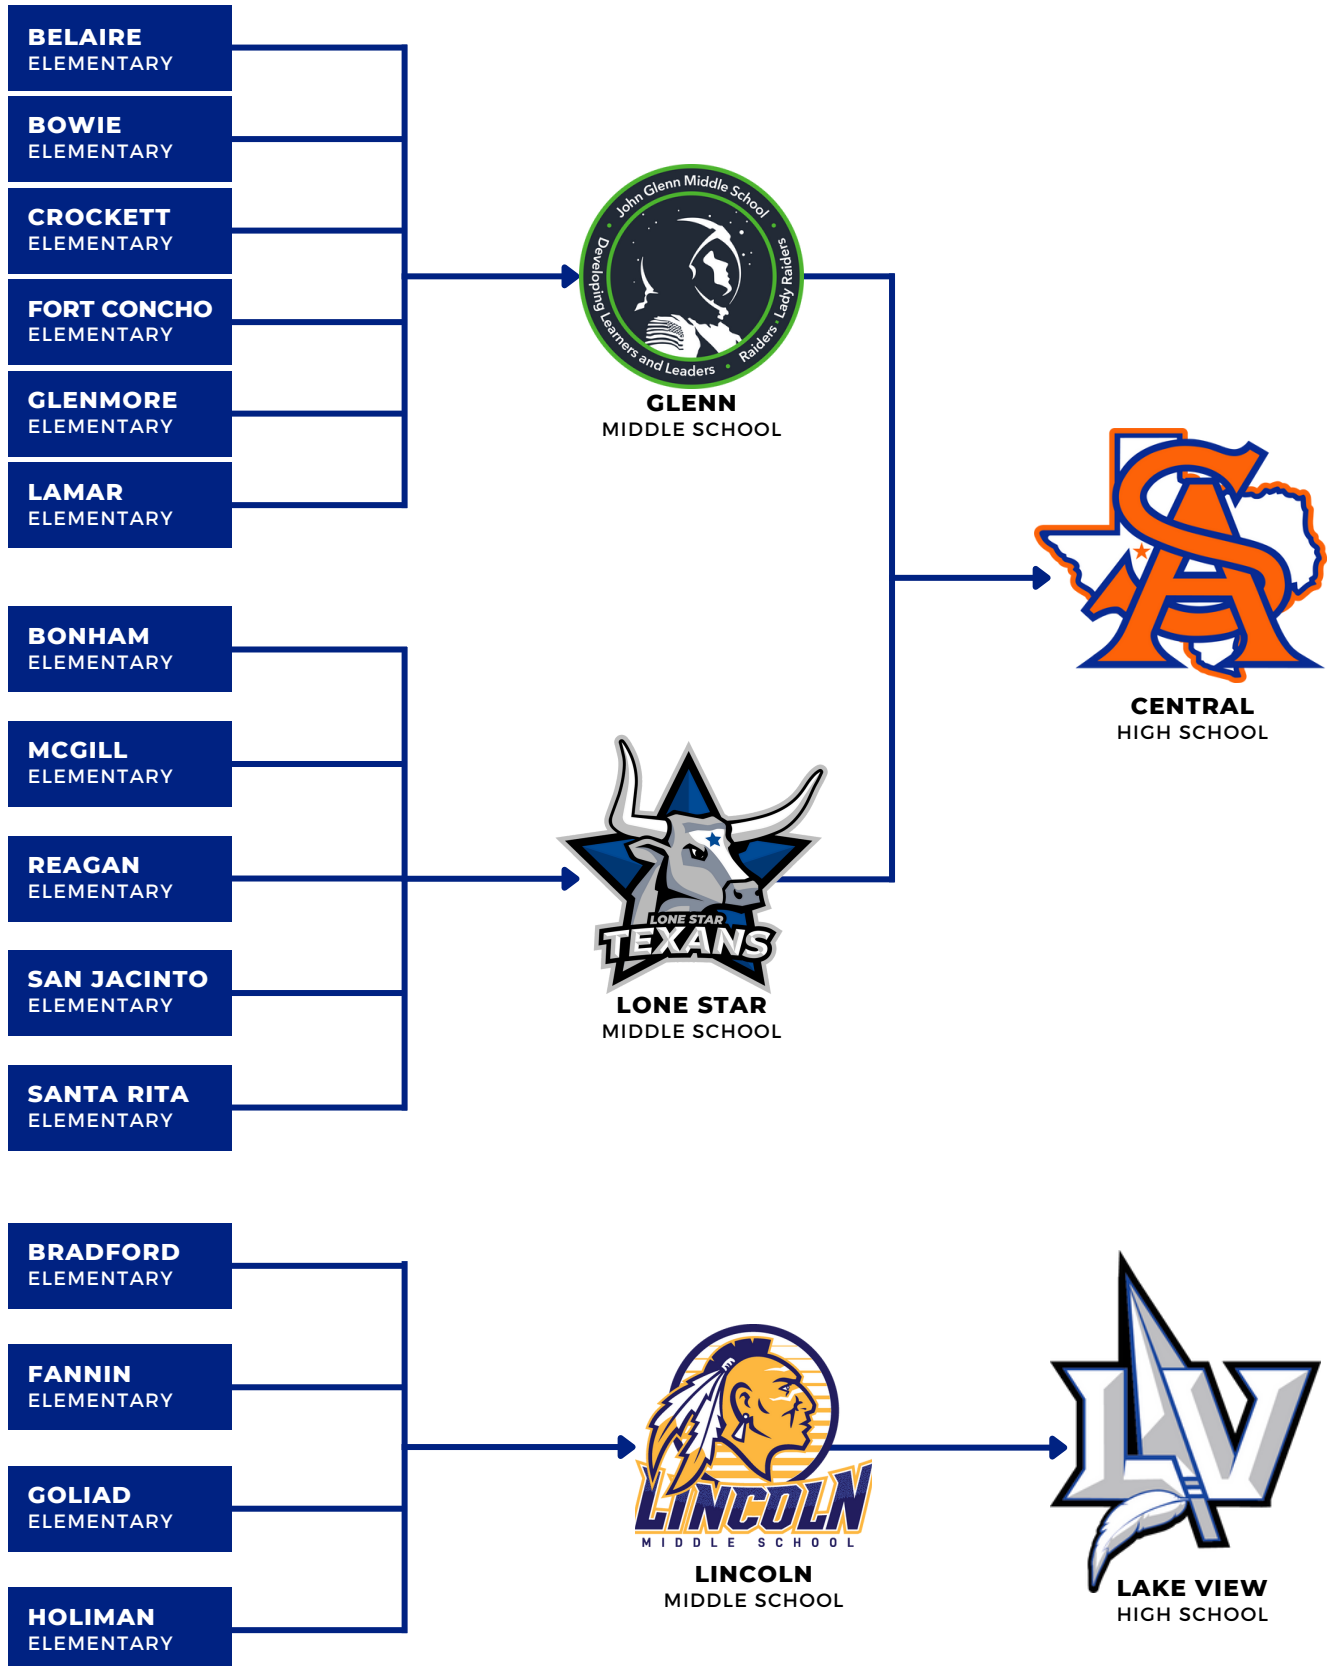 BELAIRE
ELEMENTARY
BOWIE
ELEMENTARY
CROCKETT
ELEMENTARY
FORT CONCHO
ELEMENTARY
GLENMORE
ELEMENTARY
LAMAR
ELEMENTARY
John Glenn Middle School
Developing Learners and Leaders
Raiders · Lady Raiders
GLENN
MIDDLE SCHOOL
SA
CENTRAL
HIGH SCHOOL
BONHAM
ELEMENTARY
MCGILL
ELEMENTARY
REAGAN
ELEMENTARY
SAN JACINTO
ELEMENTARY
SANTA RITA
ELEMENTARY
LONE STAR
TEXANS
LONE STAR
MIDDLE SCHOOL
BRADFORD
ELEMENTARY
FANNIN
ELEMENTARY
GOLIAD
ELEMENTARY
HOLIMAN
ELEMENTARY
LINCOLN
MIDDLE SCHOOL
LINCOLN
MIDDLE SCHOOL
LV
LAKE VIEW
HIGH SCHOOL